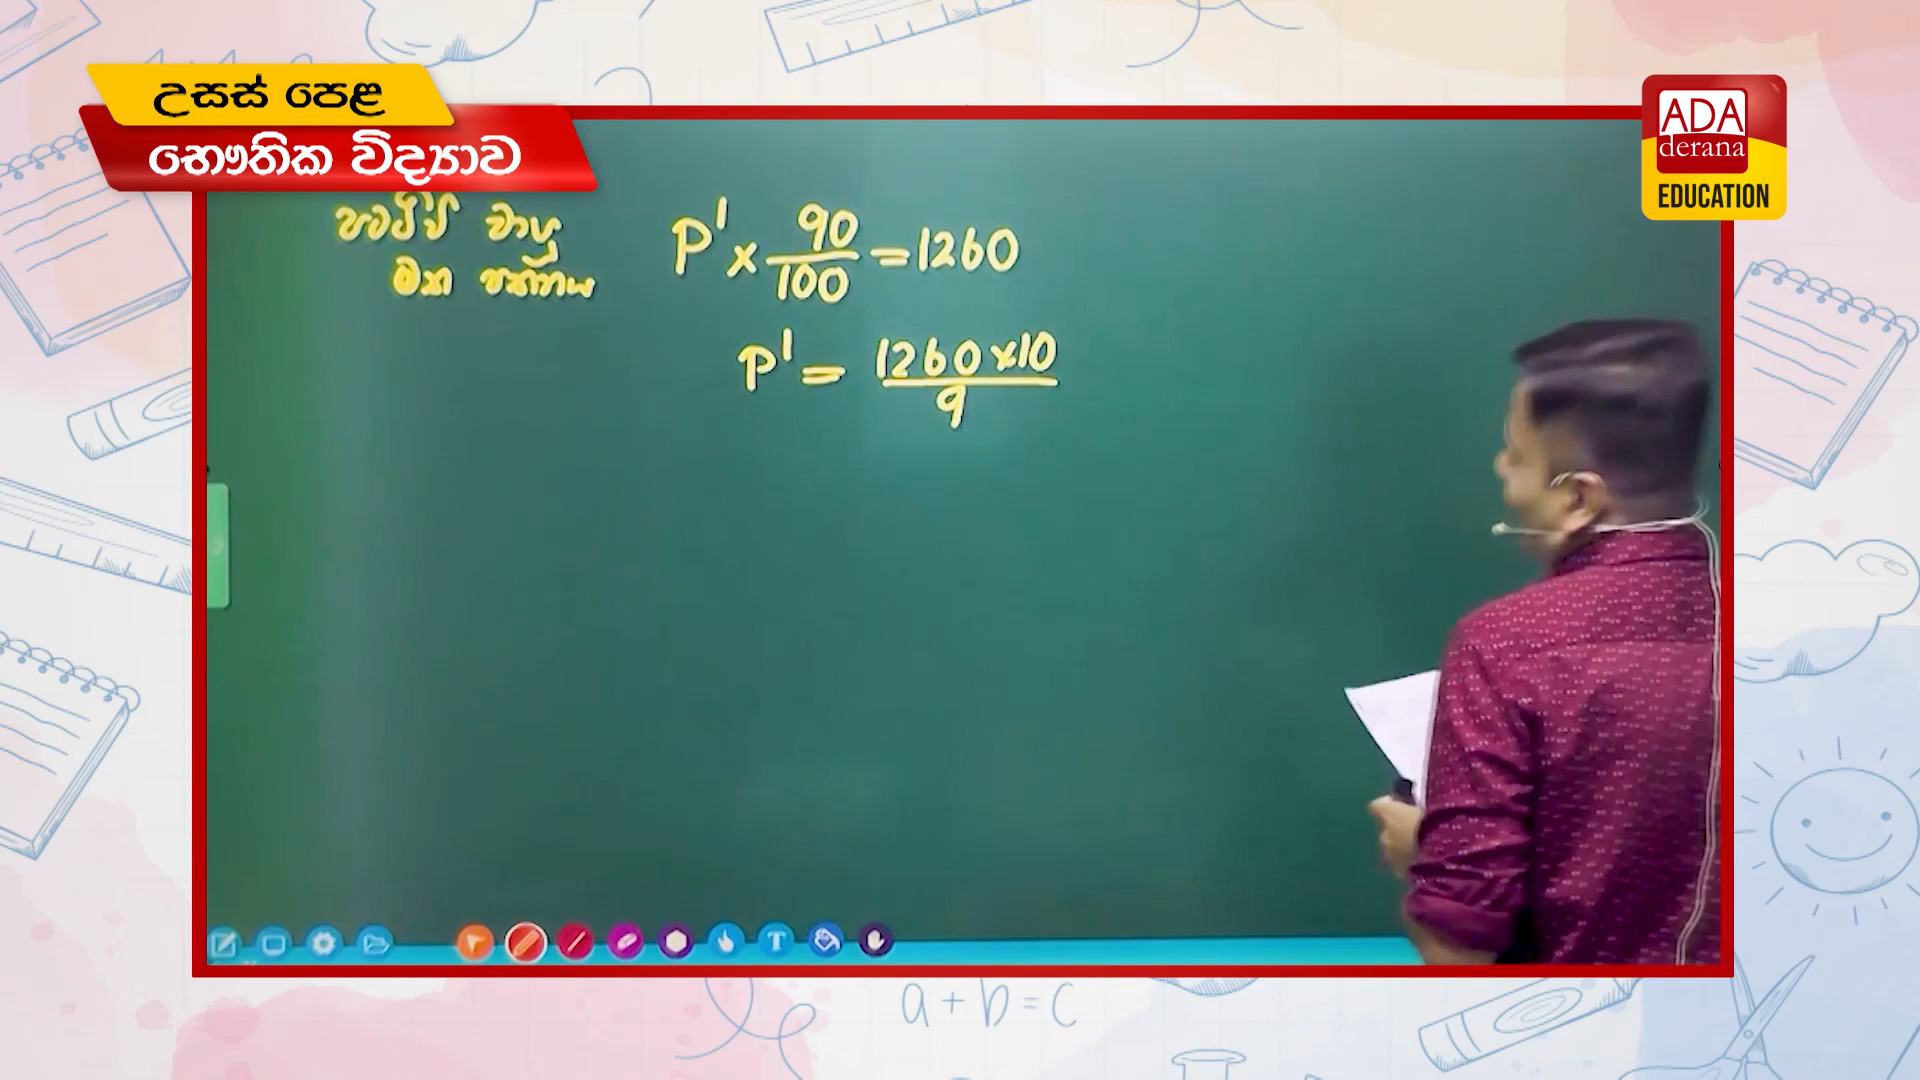 උසස් පෙළ
භෞතික විද්‍යාව
ADA
derana
EDUCATION
P' × 90/100 = 1260
P' = 1260 × 10/9
a + b = c